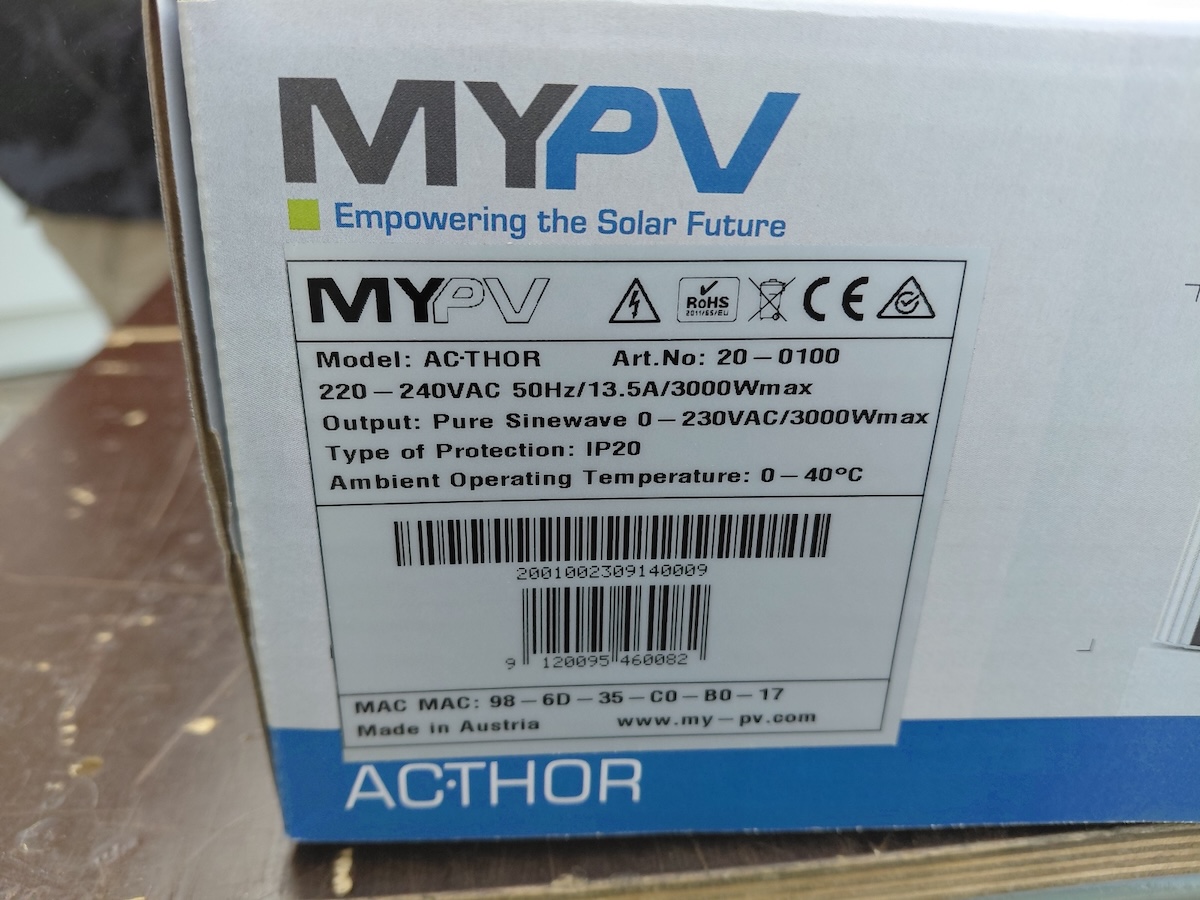 MYPV
Empowering the Solar Future
MYPV
RoHS
2011/65/EU
CE
Model: AC·THOR Art.No: 20-0100
220-240VAC 50Hz/13.5A/3000Wmax
Output: Pure Sinewave 0-230VAC/3000Wmax
Type of Protection: IP20
Ambient Operating Temperature: 0-40°C
2001002309140009
9 120095 460082
MAC MAC: 98-6D-35-C0-B0-17
Made in Austria www.my-pv.com
AC·THOR